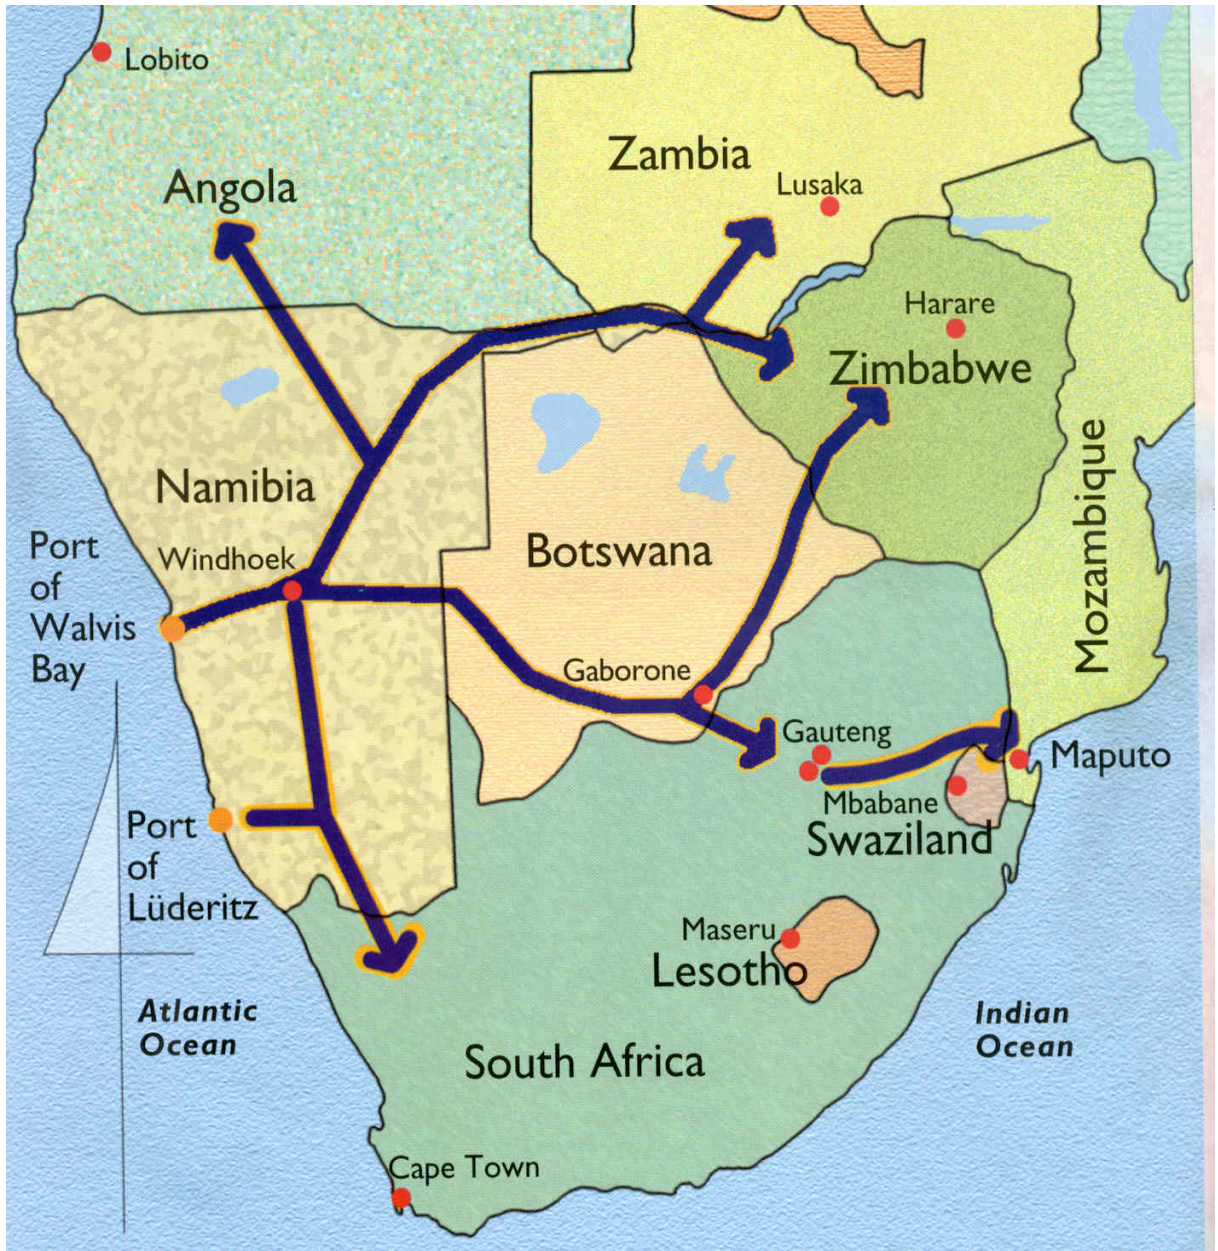 Lobito
Angola
Zambia
Lusaka
Harare
Zimbabwe
Namibia
Windhoek
Botswana
Mozambique
Port
of
Walvis
Bay
Gaborone
Gauteng
Maputo
Mbabane
Swaziland
Port
of
Lüderitz
Maseru
Lesotho
Atlantic
Ocean
Indian
Ocean
South Africa
Cape Town